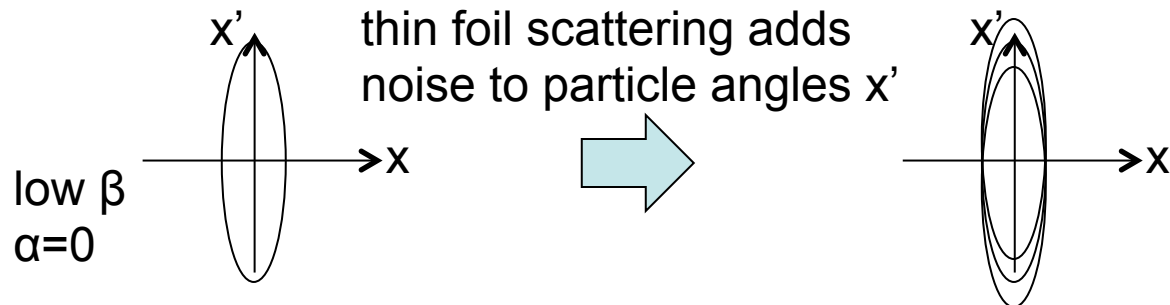 x’
thin foil scattering adds
noise to particle angles x’
x
low β
α=0
x’
x